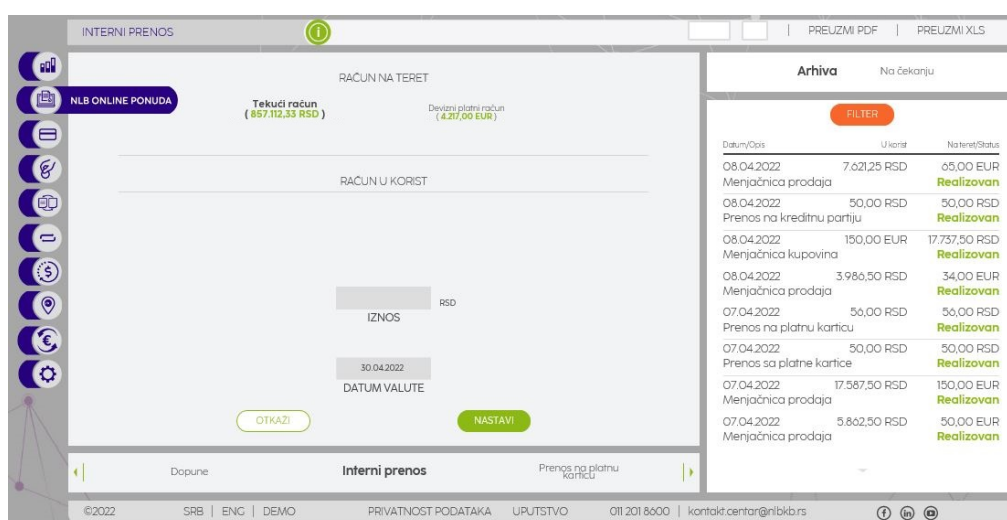 INTERNI PRENOS
i
| PREUZMI PDF | PREUZMI XLS
NLB ONLINE PONUDA
RAČUN NA TERET
Tekući račun
( 857.112,33 RSD )
Devizni platni račun
( 4.217,00 EUR )
RAČUN U KORIST
RSD
IZNOS
30.04.2022
DATUM VALUTE
OTKAŽI
NASTAVI
Arhiva Na čekanju
FILTER
Datum/Opis U korist Na teret/Status
08.04.2022 7.621,25 RSD 65,00 EUR
Menjačnica prodaja Realizovan
08.04.2022 50,00 RSD 50,00 RSD
Prenos na kreditnu partiju Realizovan
08.04.2022 150,00 EUR 17.737,50 RSD
Menjačnica kupovina Realizovan
08.04.2022 3.986,50 RSD 34,00 EUR
Menjačnica prodaja Realizovan
07.04.2022 56,00 RSD 56,00 RSD
Prenos na platnu karticu Realizovan
07.04.2022 50,00 RSD 50,00 RSD
Prenos sa platne kartice Realizovan
07.04.2022 17.587,50 RSD 150,00 EUR
Menjačnica prodaja Realizovan
07.04.2022 5.862,50 RSD 50,00 EUR
Menjačnica prodaja Realizovan
Dopune
Interni prenos
Prenos na platnu
karticu
©2022 SRB | ENG | DEMO PRIVATNOST PODATAKA UPUTSTVO 011 201 8600 | kontakt.centar@nlbkb.rs